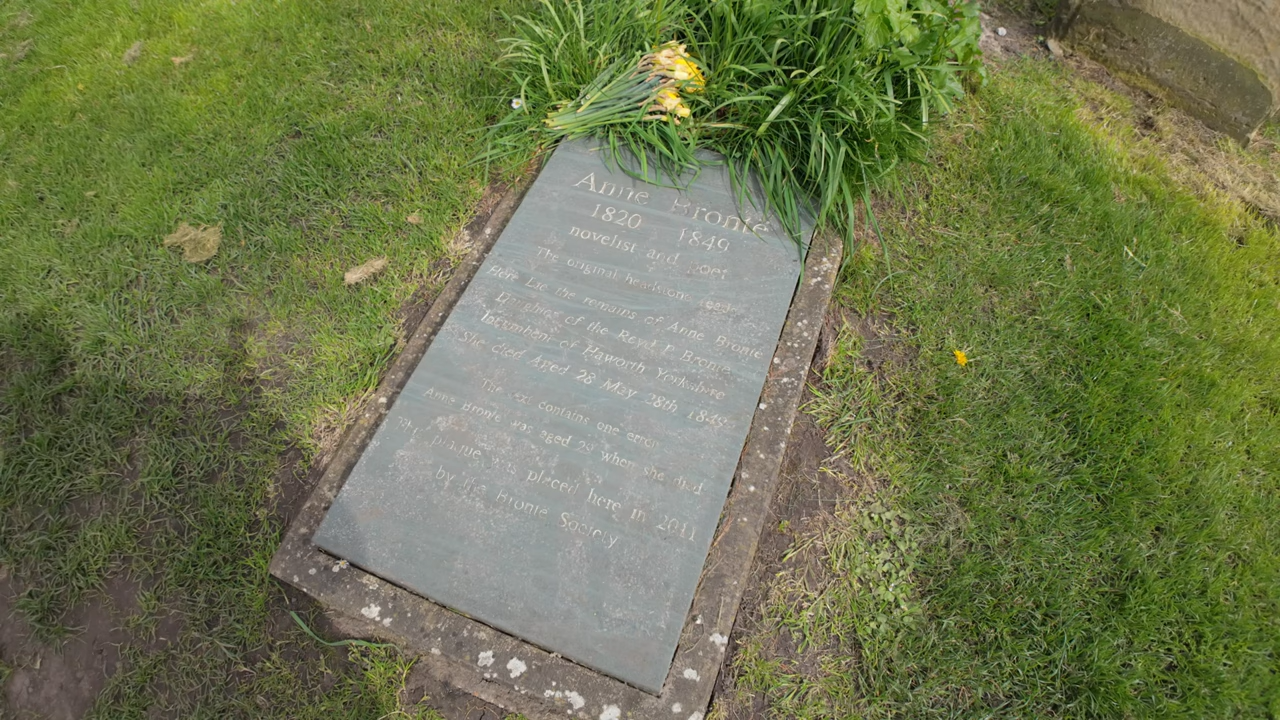 Anne Brontë
1820 1849
novelist and poet
The original headstone reads
Here Lie the remains of Anne Brontë
Daughter of the Revd P. Brontë
Incumbent of Haworth Yorkshire
She died Aged 28 May 28th 1849
The text contains one error
Anne Brontë was aged 29 when she died
This plaque was placed here in 2011
by the Brontë Society